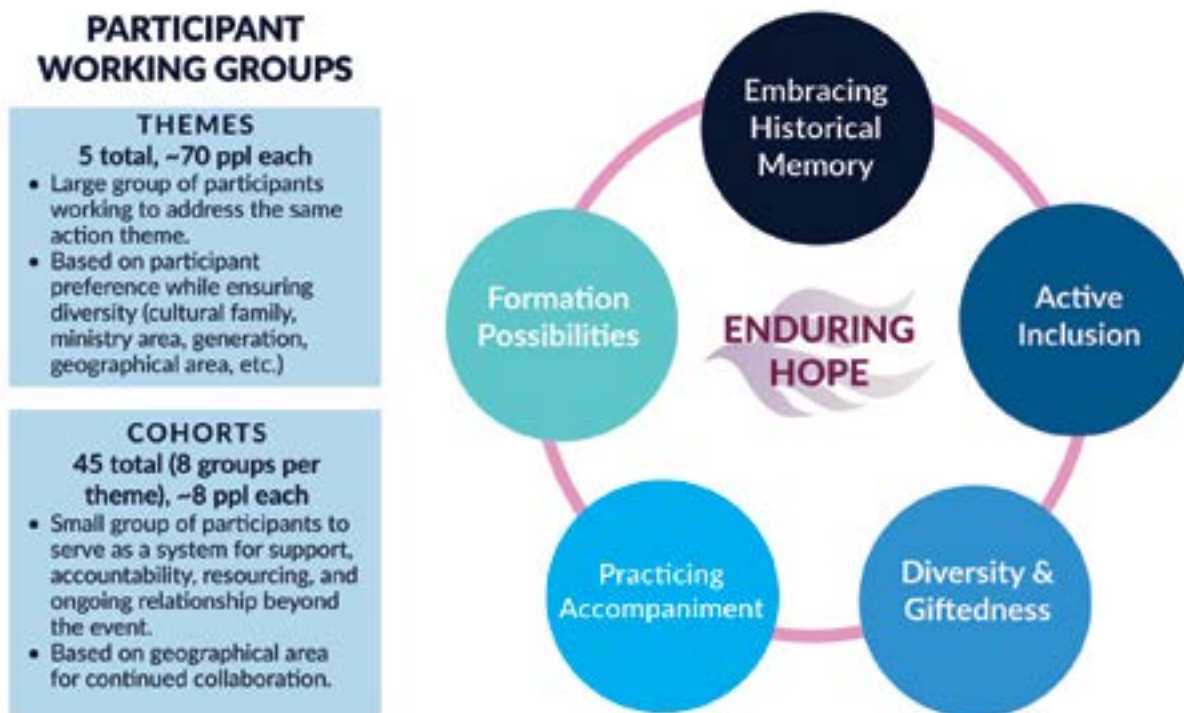 PARTICIPANT
WORKING GROUPS
THEMES
5 total, ~70 ppl each
• Large group of participants
working to address the same
action theme.
• Based on participant
preference while ensuring
diversity (cultural family,
ministry area, generation,
geographical area, etc.)
COHORTS
45 total (8 groups per
theme), ~8 ppl each
• Small group of participants to
serve as a system for support,
accountability, resourcing, and
ongoing relationship beyond
the event.
• Based on geographical area
for continued collaboration.
Embracing
Historical
Memory
Active
Inclusion
Diversity &
Giftedness
Practicing
Accompaniment
Formation
Possibilities
ENDURING
HOPE